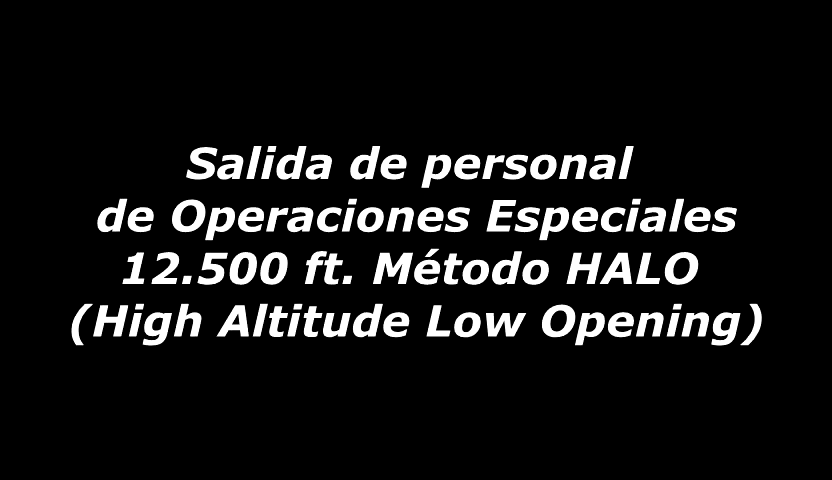 Salida de personal
de Operaciones Especiales
12.500 ft. Método HALO
(High Altitude Low Opening)